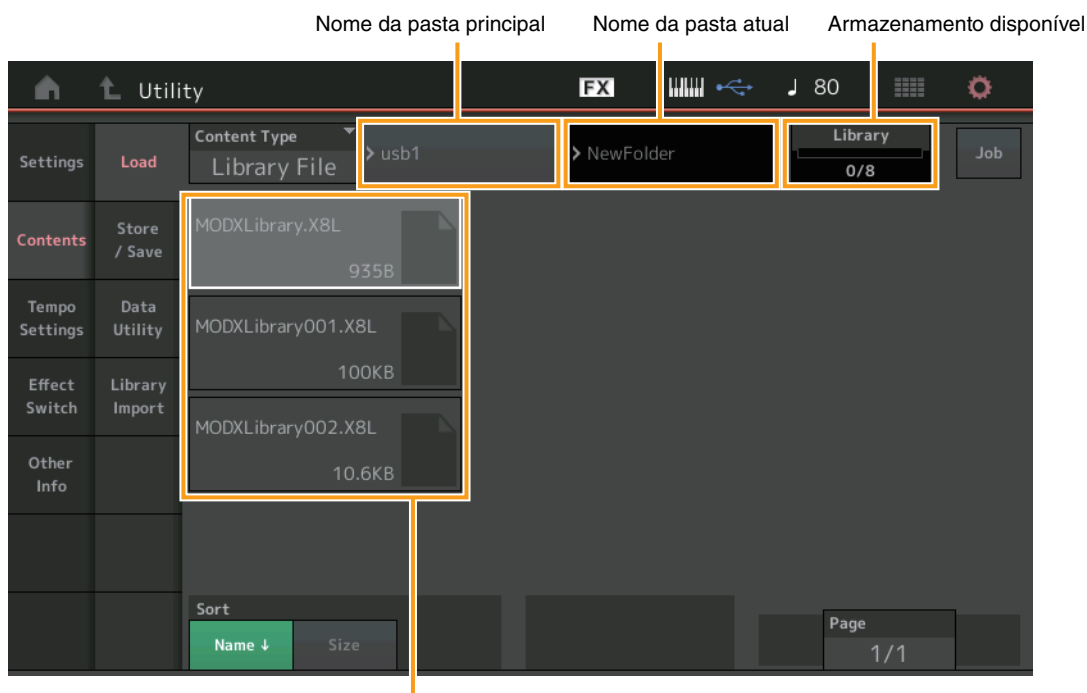 Nome da pasta principal
Nome da pasta atual
Armazenamento disponível
Utility
FX
80
Settings
Contents
Tempo
Settings
Effect
Switch
Other
Info
Load
Store
/ Save
Data
Utility
Library
Import
Content Type
Library File
> usb1
> NewFolder
Library
0/8
Job
MODXLibrary.X8L
935B
MODXLibrary001.X8L
100KB
MODXLibrary002.X8L
10.6KB
Sort
Name ↓
Size
Page
1/1